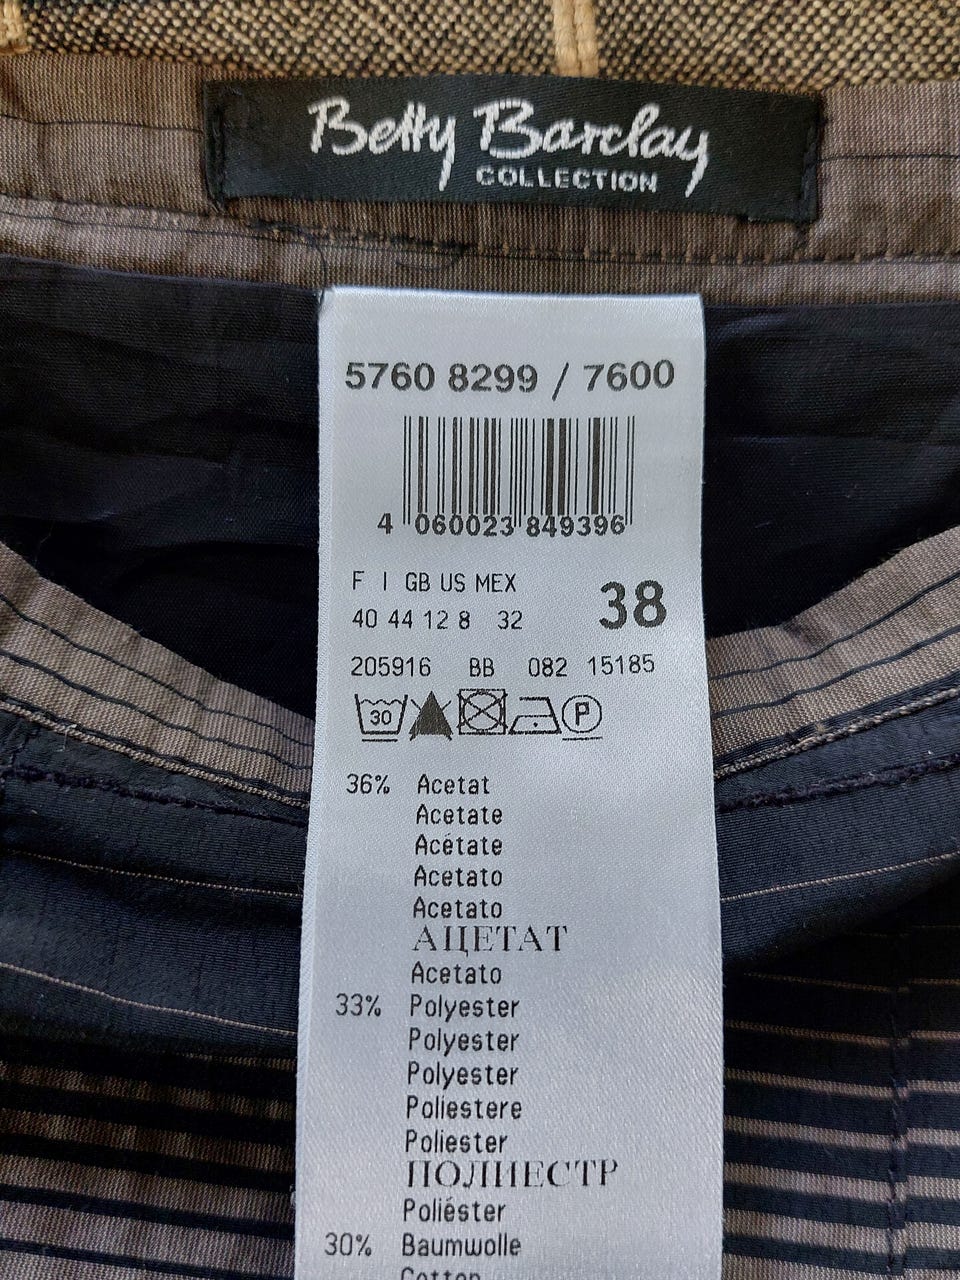 Betty Barclay
COLLECTION
5760 8299 / 7600
4 060023 849396
F I GB US MEX
40 44 12 8 32
38
205916 BB 082 15185
30 P
36% Acetat
Acetate
Acétate
Acetato
Acetato
АЦЕТАТ
Acetato
33% Polyester
Polyester
Polyester
Poliestere
Poliester
ПОЛИЕСТР
Poliéster
30% Baumwolle
Cotton